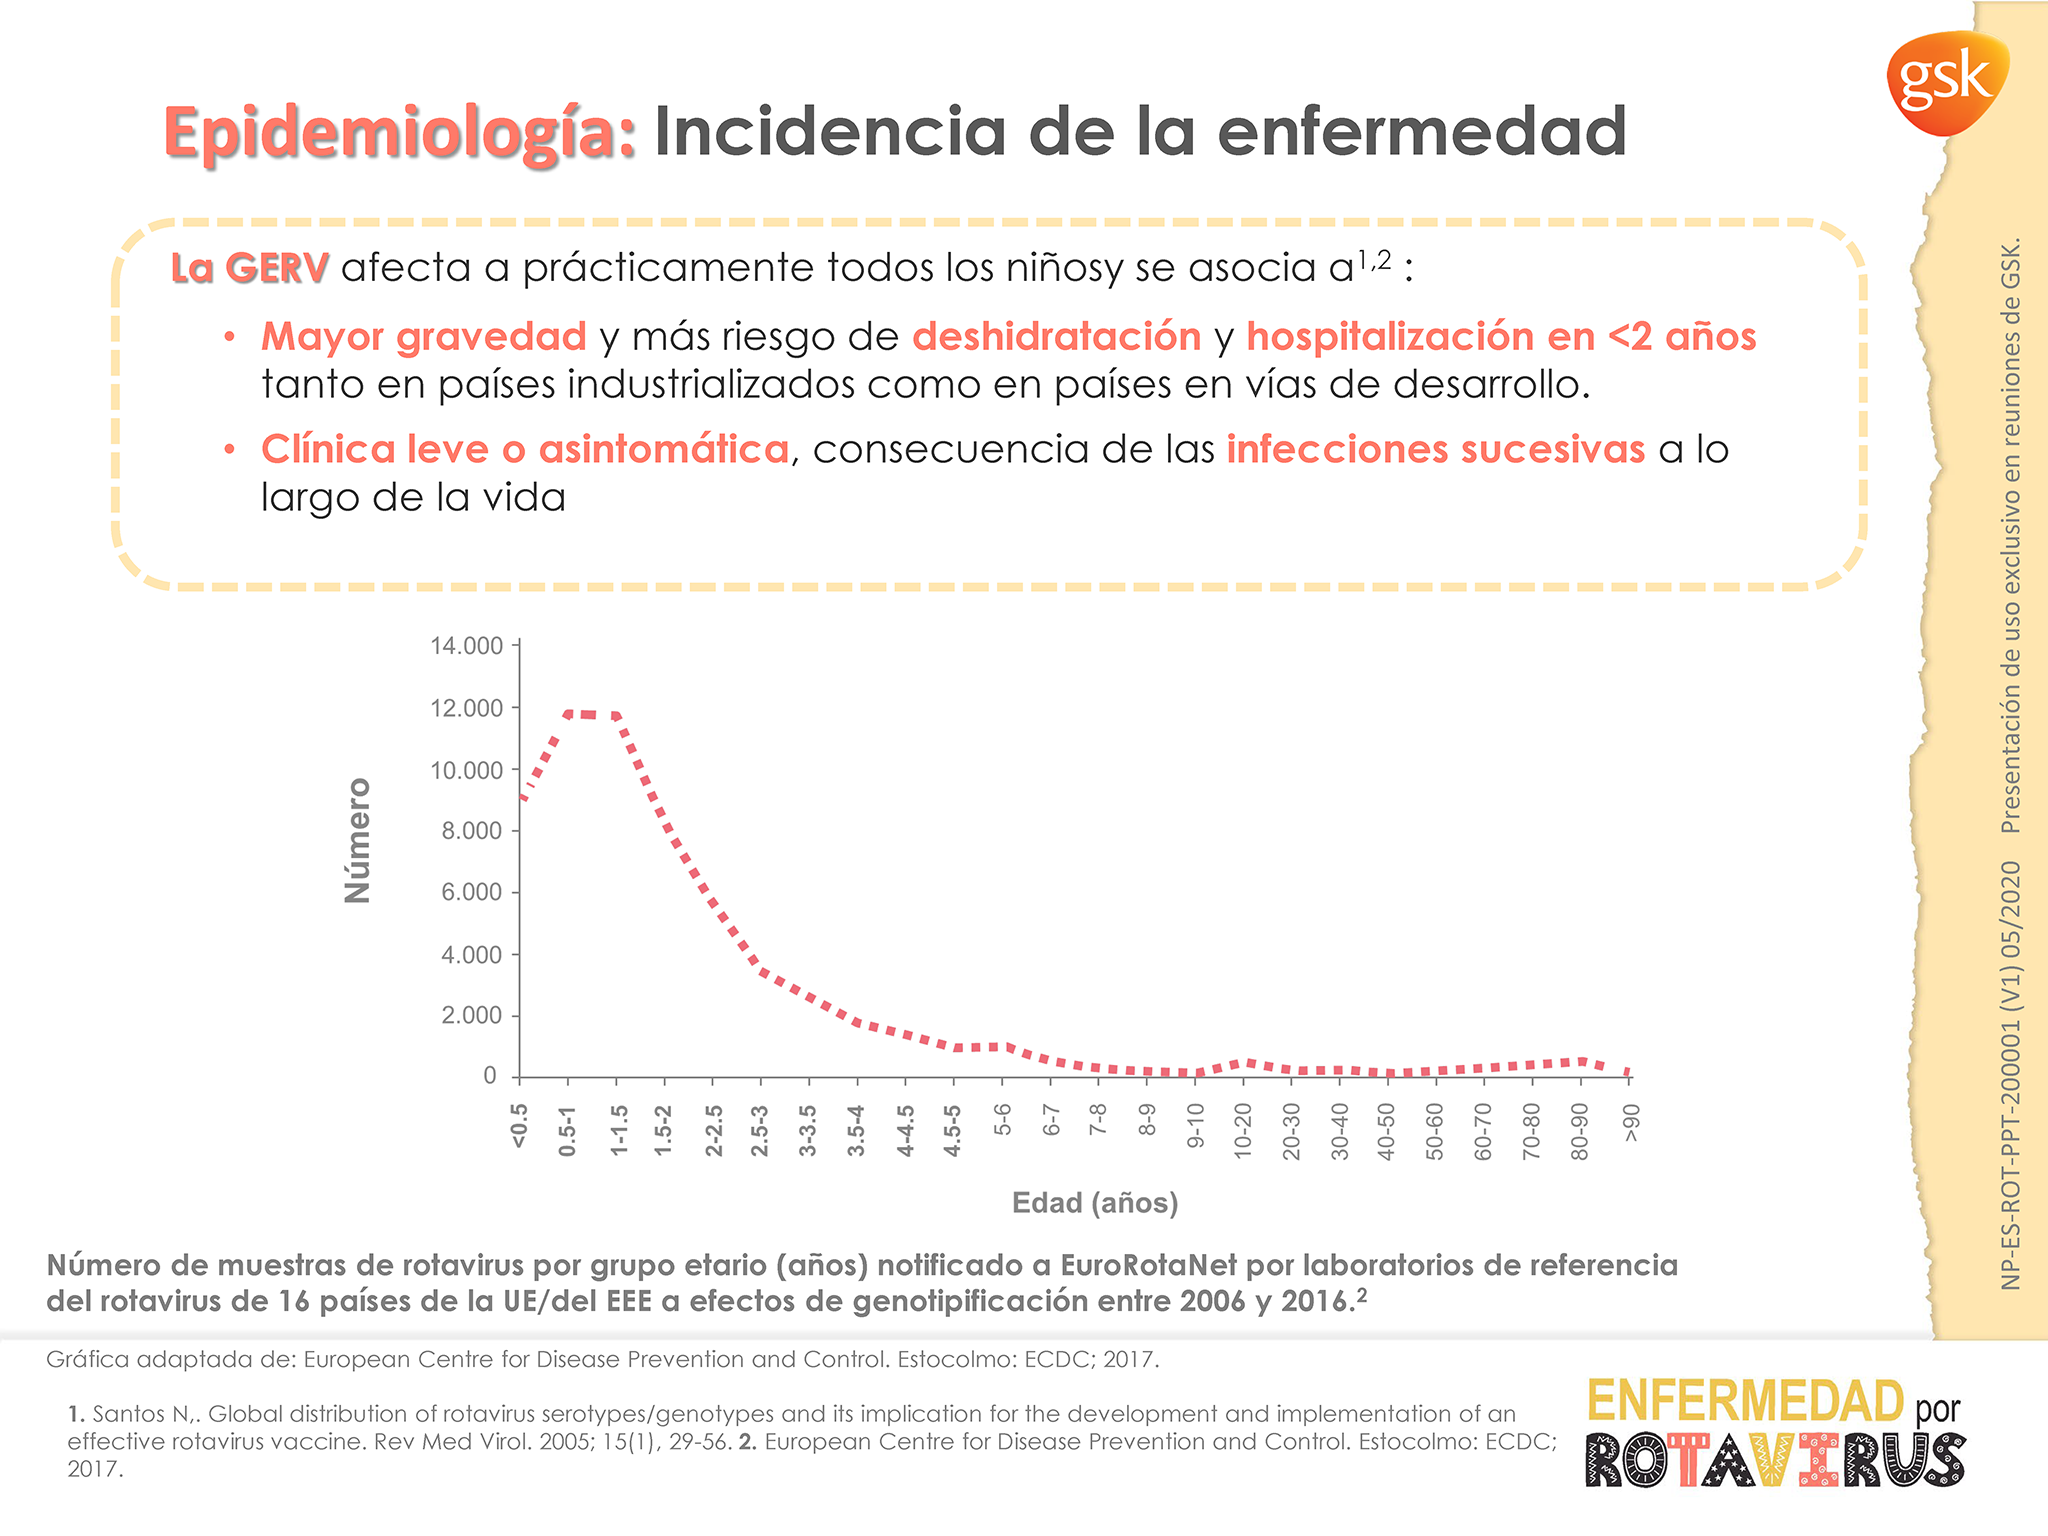 gsk
Epidemiología: Incidencia de la enfermedad
La GERV afecta a prácticamente todos los niñosy se asocia a1,2 :
• Mayor gravedad y más riesgo de deshidratación y hospitalización en <2 años
tanto en países industrializados como en países en vías de desarrollo.
• Clínica leve o asintomática, consecuencia de las infecciones sucesivas a lo
largo de la vida
14.000
12.000
10.000
8.000
6.000
4.000
2.000
0
Número
<0.5
0.5-1
1-1.5
1.5-2
2-2.5
2.5-3
3-3.5
3.5-4
4-4.5
4.5-5
5-6
6-7
7-8
8-9
9-10
10-20
20-30
30-40
40-50
50-60
60-70
70-80
80-90
>90
Edad (años)
Número de muestras de rotavirus por grupo etario (años) notificado a EuroRotaNet por laboratorios de referencia
del rotavirus de 16 países de la UE/del EEE a efectos de genotipificación entre 2006 y 2016.2
Gráfica adaptada de: European Centre for Disease Prevention and Control. Estocolmo: ECDC; 2017.
1. Santos N,. Global distribution of rotavirus serotypes/genotypes and its implication for the development and implementation of an
effective rotavirus vaccine. Rev Med Virol. 2005; 15(1), 29-56. 2. European Centre for Disease Prevention and Control. Estocolmo: ECDC;
2017.
ENFERMEDAD por
ROTAVIRUS
NP-ES-ROT-PPT-200001 (V1) 05/2020 Presentación de uso exclusivo en reuniones de GSK.